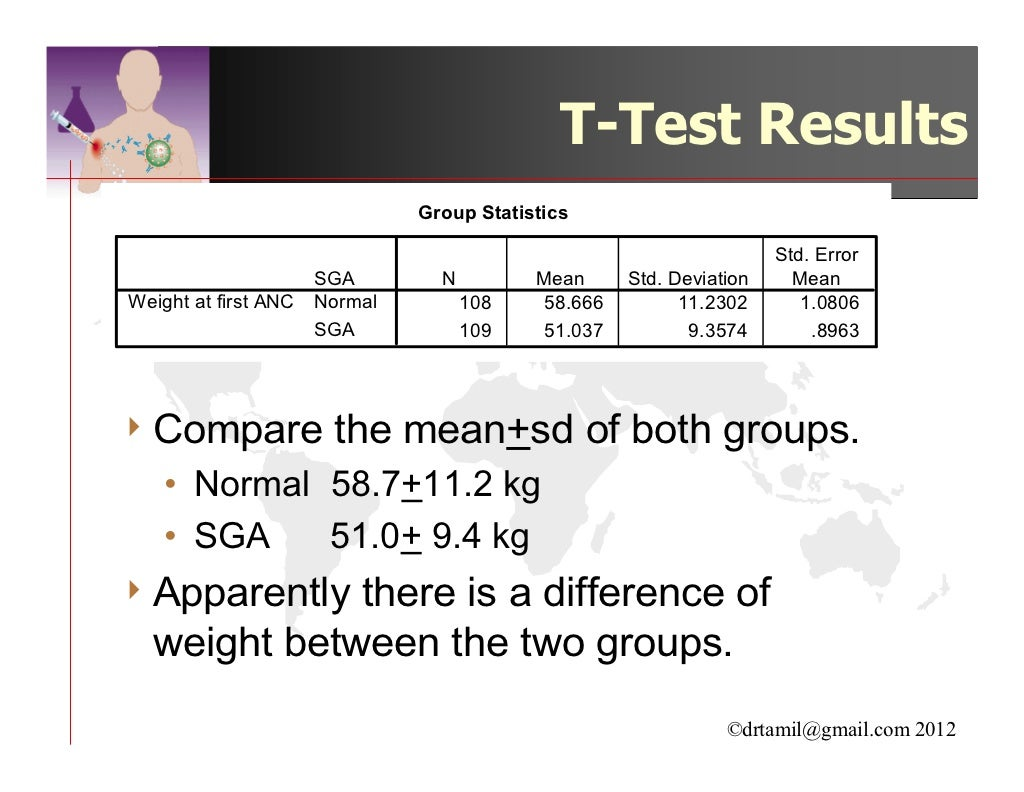 T-Test Results
Group Statistics
SGA N Mean Std. Deviation Std. Error Mean
Weight at first ANC Normal 108 58.666 11.2302 1.0806
SGA 109 51.037 9.3574 .8963
Compare the mean+sd of both groups.
• Normal 58.7+11.2 kg
• SGA 51.0+ 9.4 kg
Apparently there is a difference of
weight between the two groups.
©drtamil@gmail.com 2012